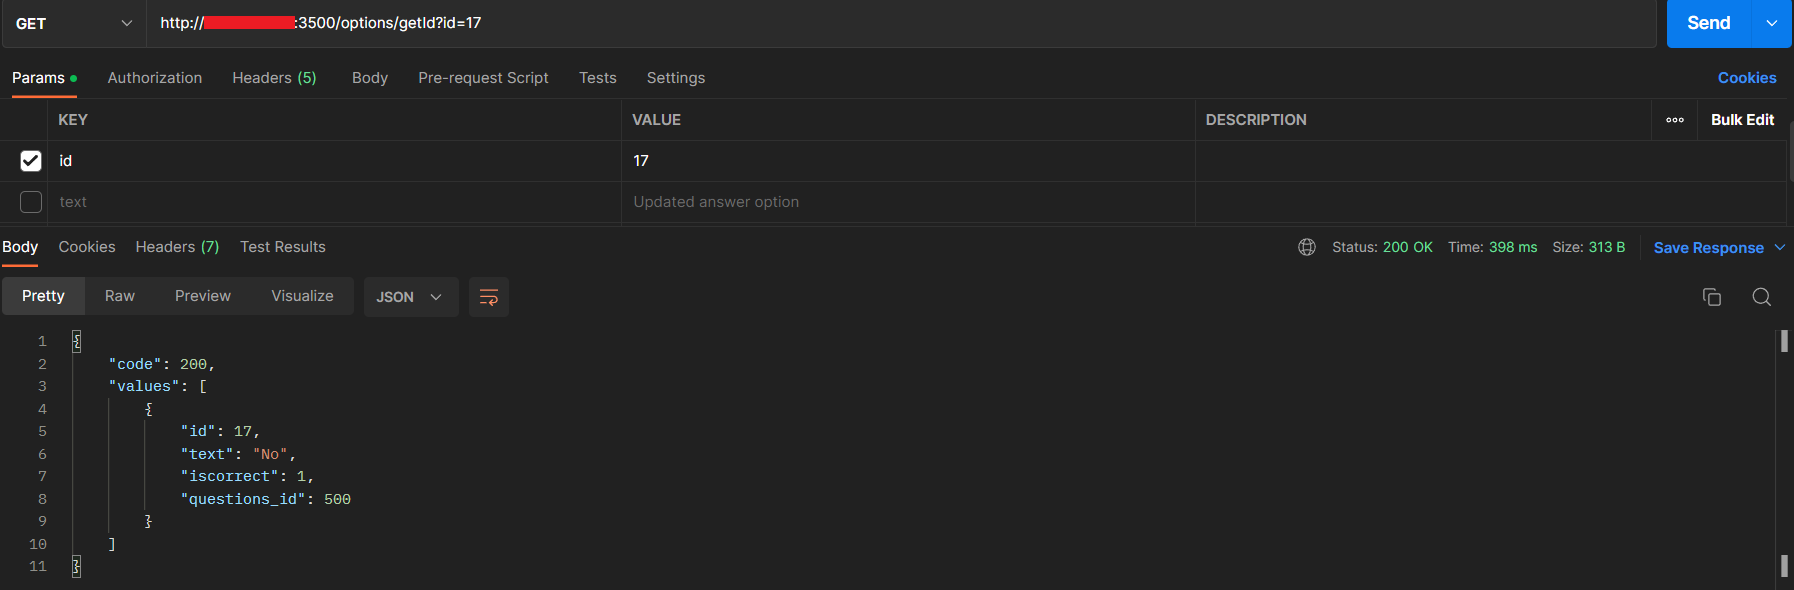 GET http://:3500/options/getId?id=17 Send
Params Authorization Headers (5) Body Pre-request Script Tests Settings Cookies
KEY VALUE DESCRIPTION Bulk Edit
id 17
text Updated answer option
Body Cookies Headers (7) Test Results Status: 200 OK Time: 398 ms Size: 313 B Save Response
Pretty Raw Preview Visualize JSON
1 {
2 "code": 200,
3 "values": [
4 {
5 "id": 17,
6 "text": "No",
7 "iscorrect": 1,
8 "questions_id": 500
9 }
10 ]
11 }